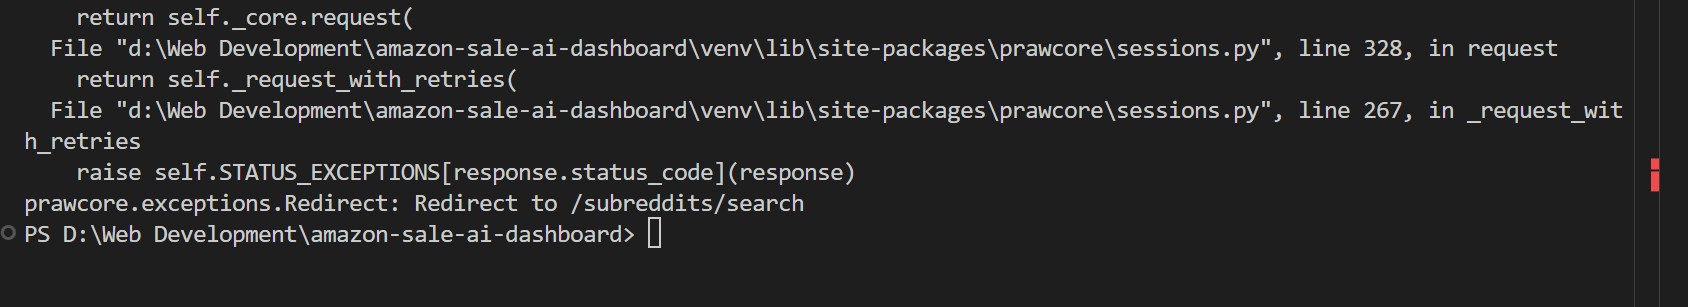 return self._core.request(
File "d:\Web Development\amazon-sale-ai-dashboard\venv\lib\site-packages\prawcore\sessions.py", line 328, in request
return self._request_with_retries(
File "d:\Web Development\amazon-sale-ai-dashboard\venv\lib\site-packages\prawcore\sessions.py", line 267, in _request_wit
h_retries
raise self.STATUS_EXCEPTIONS[response.status_code](response)
prawcore.exceptions.Redirect: Redirect to /subreddits/search
PS D:\Web Development\amazon-sale-ai-dashboard>